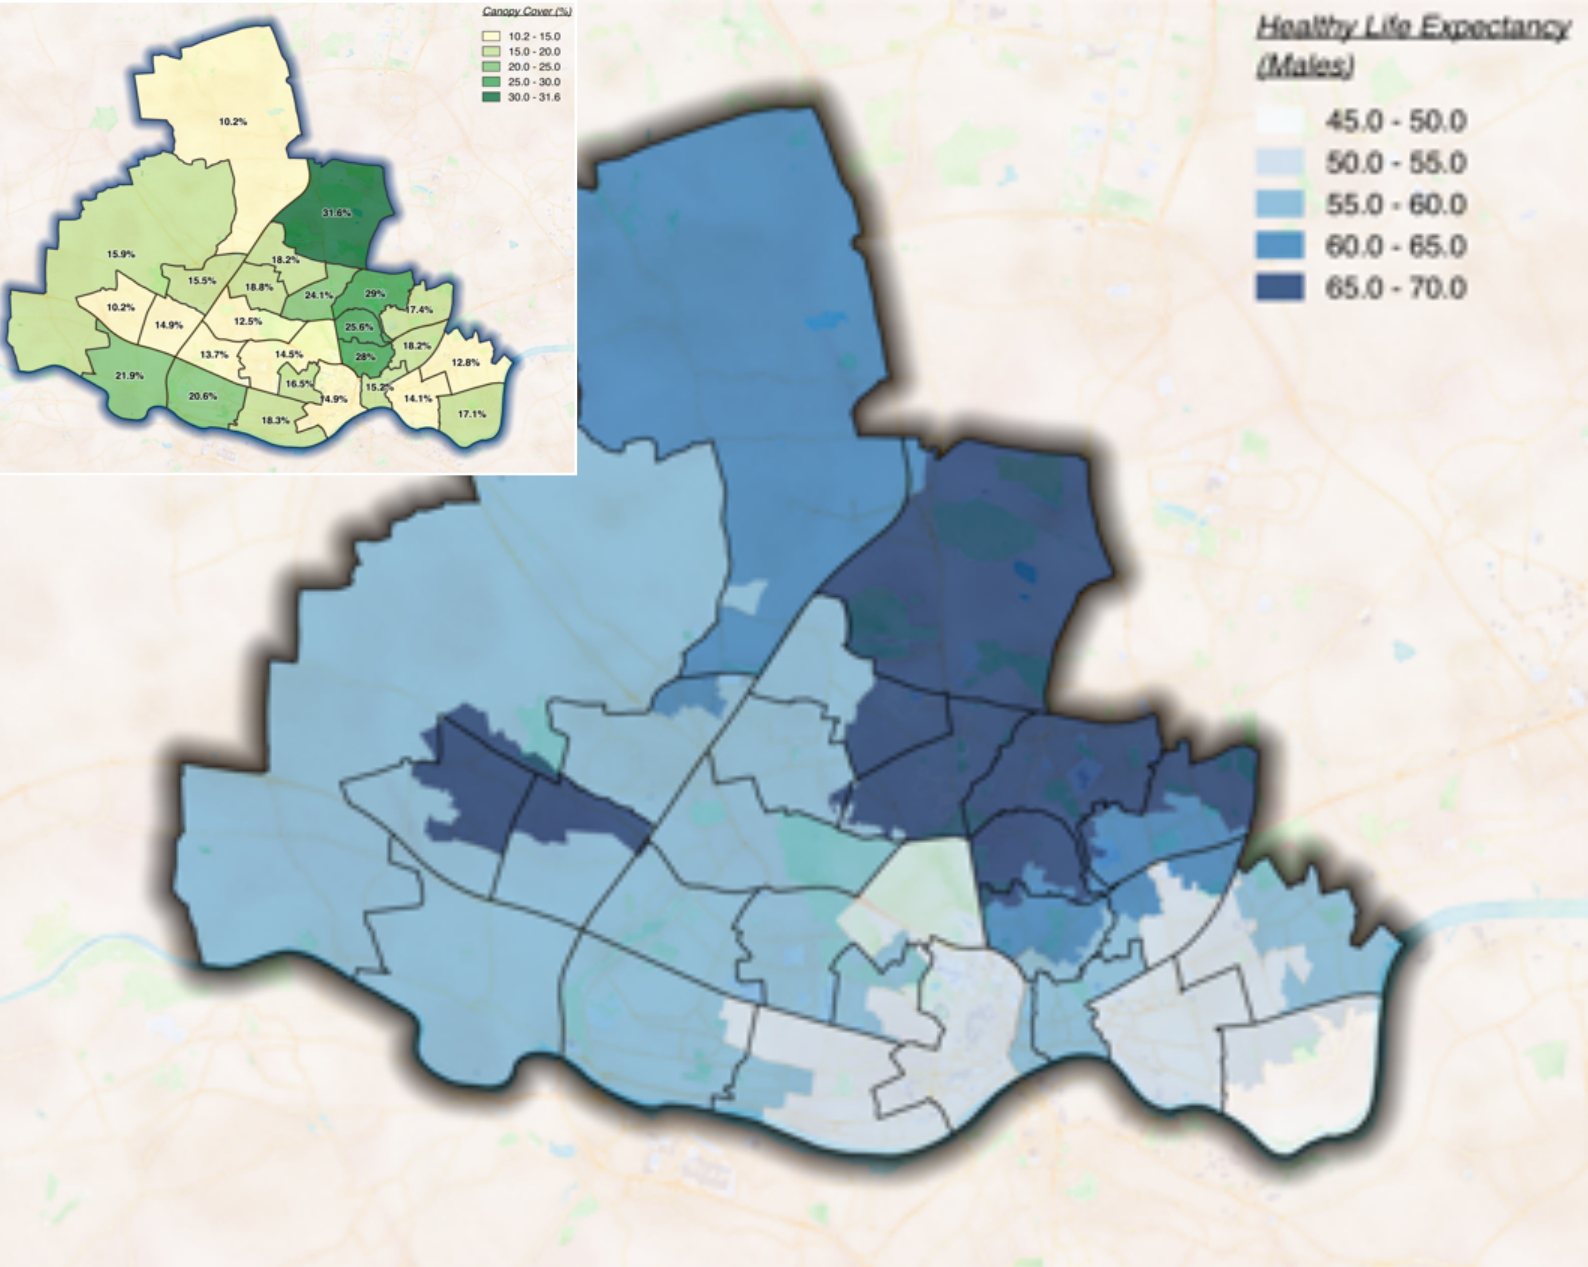 Canopy Cover (%)
10.2 - 15.0
15.0 - 20.0
20.0 - 25.0
25.0 - 30.0
30.0 - 31.6
10.2%
31.6%
15.9%
18.2%
15.5%
18.8%
24.1%
29%
17.4%
10.2%
14.9%
12.5%
25.6%
18.2%
13.7%
14.5%
28%
12.8%
21.9%
16.5%
15.2%
20.6%
14.9%
14.1%
18.3%
17.1%
Healthy Life Expectancy
(Males)
45.0 - 50.0
50.0 - 55.0
55.0 - 60.0
60.0 - 65.0
65.0 - 70.0